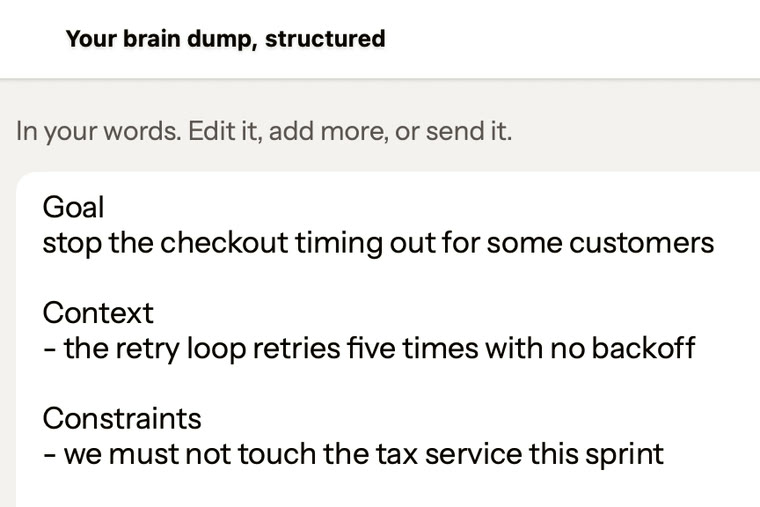 Your brain dump, structured
In your words. Edit it, add more, or send it.
Goal
stop the checkout timing out for some customers
Context
- the retry loop retries five times with no backoff
Constraints
- we must not touch the tax service this sprint